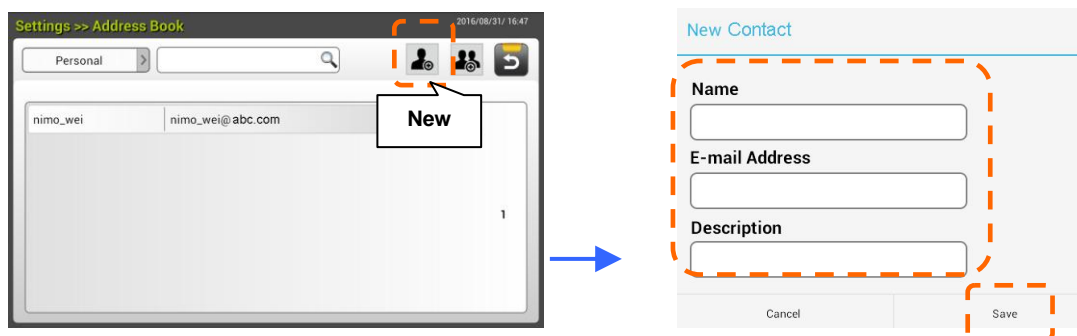 Settings >> Address Book
2016/08/31/ 16:47
Personal
New
nimo_wei nimo_wei@abc.com
1
New Contact
Name
E-mail Address
Description
Cancel Save